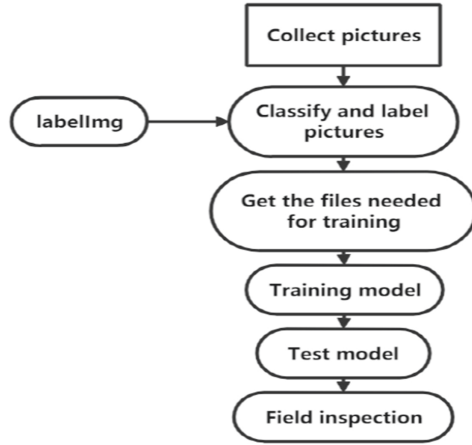 Collect pictures
labelImg
Classify and label
pictures
Get the files needed
for training
Training model
Test model
Field inspection